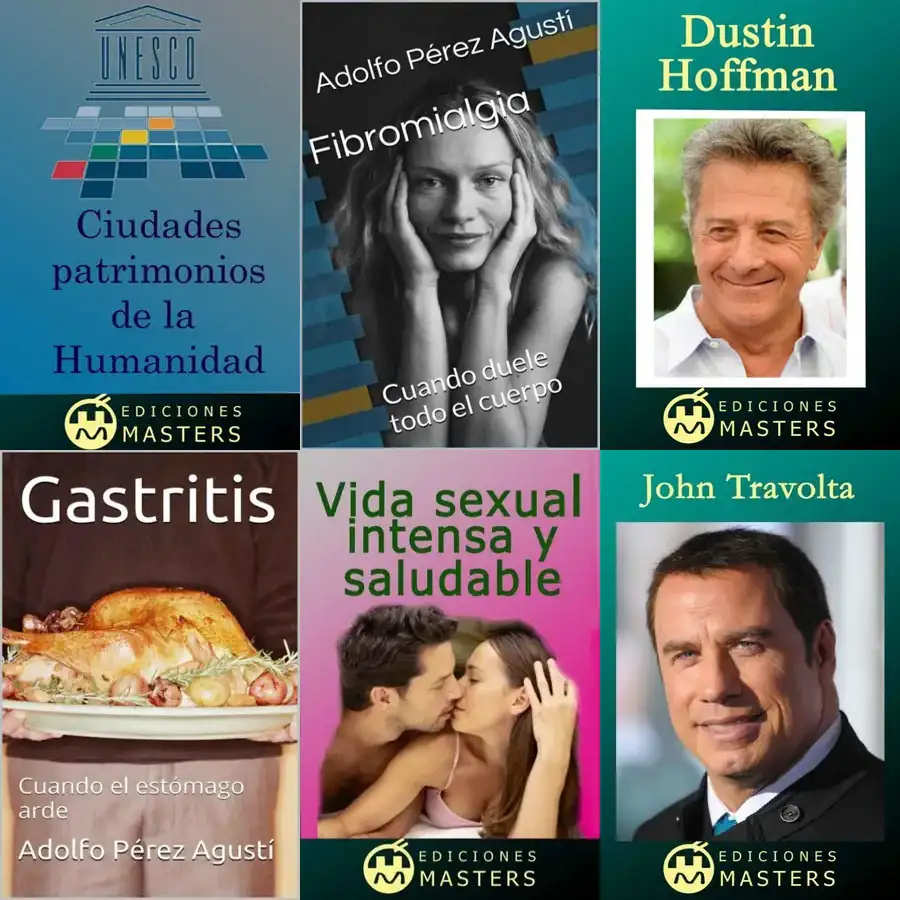 UNESCO
Ciudades
patrimonios
de la
Humanidad
EDICIONES
MASTERS
Adolfo Pérez Agustí
Fibromialgia
Cuando duele
todo el cuerpo
Dustin
Hoffman
EDICIONES
MASTERS
Gastritis
Cuando el estómago
arde
Adolfo Pérez Agustí
Vida sexual
intensa y
saludable
EDICIONES
MASTERS
John Travolta
EDICIONES
MASTERS